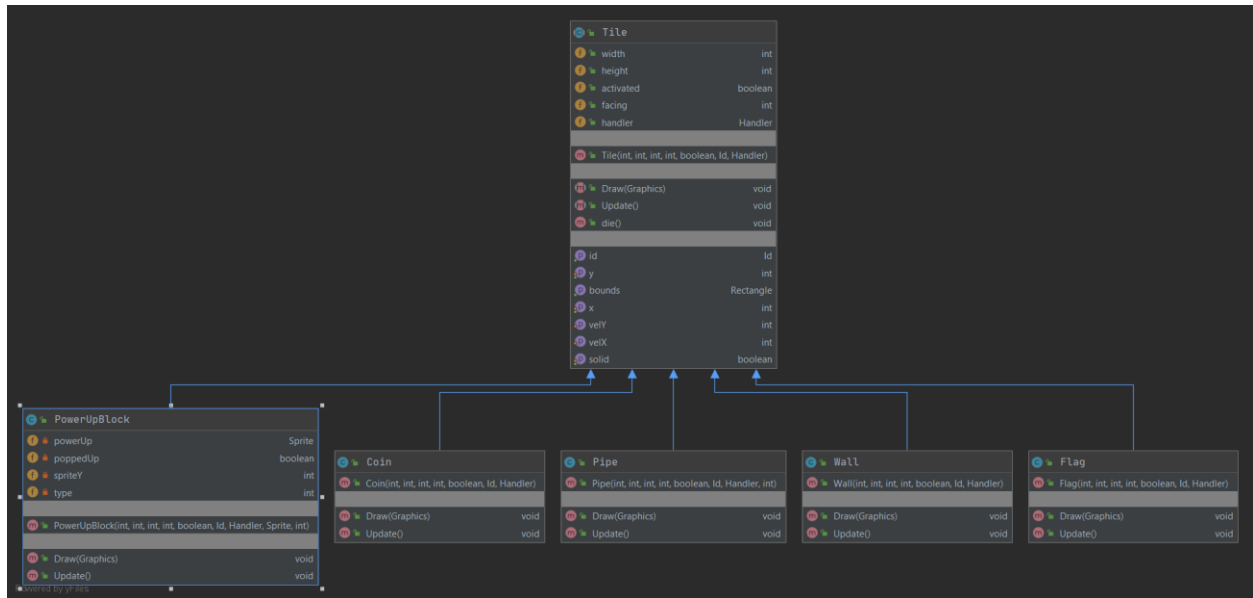 Tile
width int
height int
activated boolean
facing int
handler Handler
Tile(int, int, int, int, boolean, Id, Handler)
Draw(Graphics) void
Update() void
die() void
id Id
y int
bounds Rectangle
x int
velY int
velX int
solid boolean
PowerUpBlock
powerUp Sprite
poppedUp boolean
spriteY int
type int
PowerUpBlock(int, int, int, int, boolean, Id, Handler, Sprite, int)
Draw(Graphics) void
Update() void
Coin
Coin(int, int, int, int, boolean, Id, Handler)
Draw(Graphics) void
Update() void
Pipe
Pipe(int, int, int, int, boolean, Id, Handler, int)
Draw(Graphics) void
Update() void
Wall
Wall(int, int, int, int, boolean, Id, Handler)
Draw(Graphics) void
Update() void
Flag
Flag(int, int, int, int, boolean, Id, Handler)
Draw(Graphics) void
Update() void
Powered by yFiles